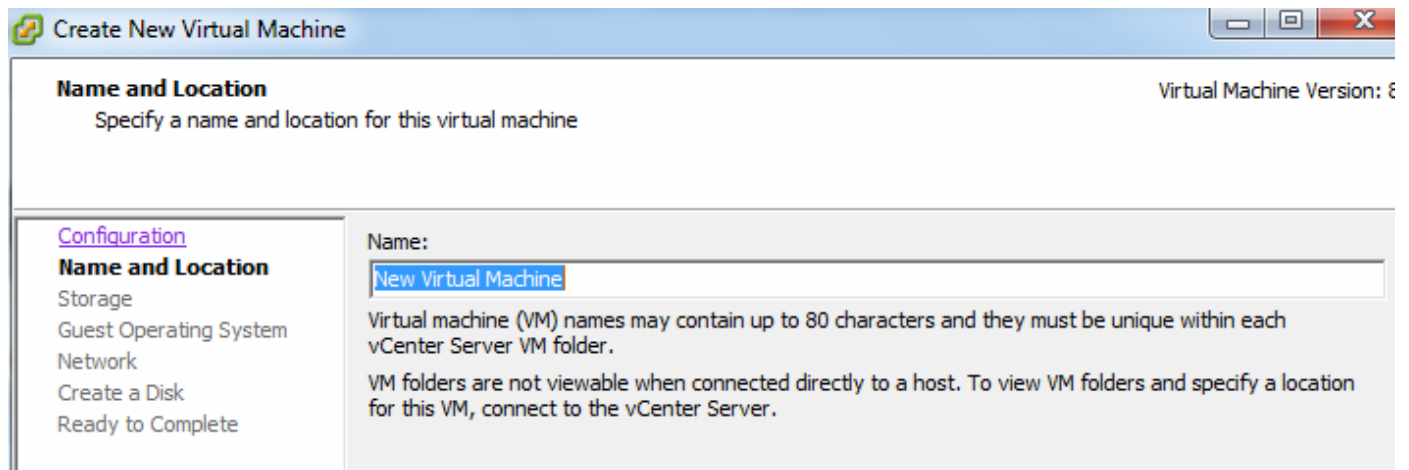 Create New Virtual Machine
Name and Location
Virtual Machine Version: 8
Specify a name and location for this virtual machine
Configuration
Name and Location
Storage
Guest Operating System
Network
Create a Disk
Ready to Complete
Name:
New Virtual Machine
Virtual machine (VM) names may contain up to 80 characters and they must be unique within each
vCenter Server VM folder.
VM folders are not viewable when connected directly to a host. To view VM folders and specify a location
for this VM, connect to the vCenter Server.